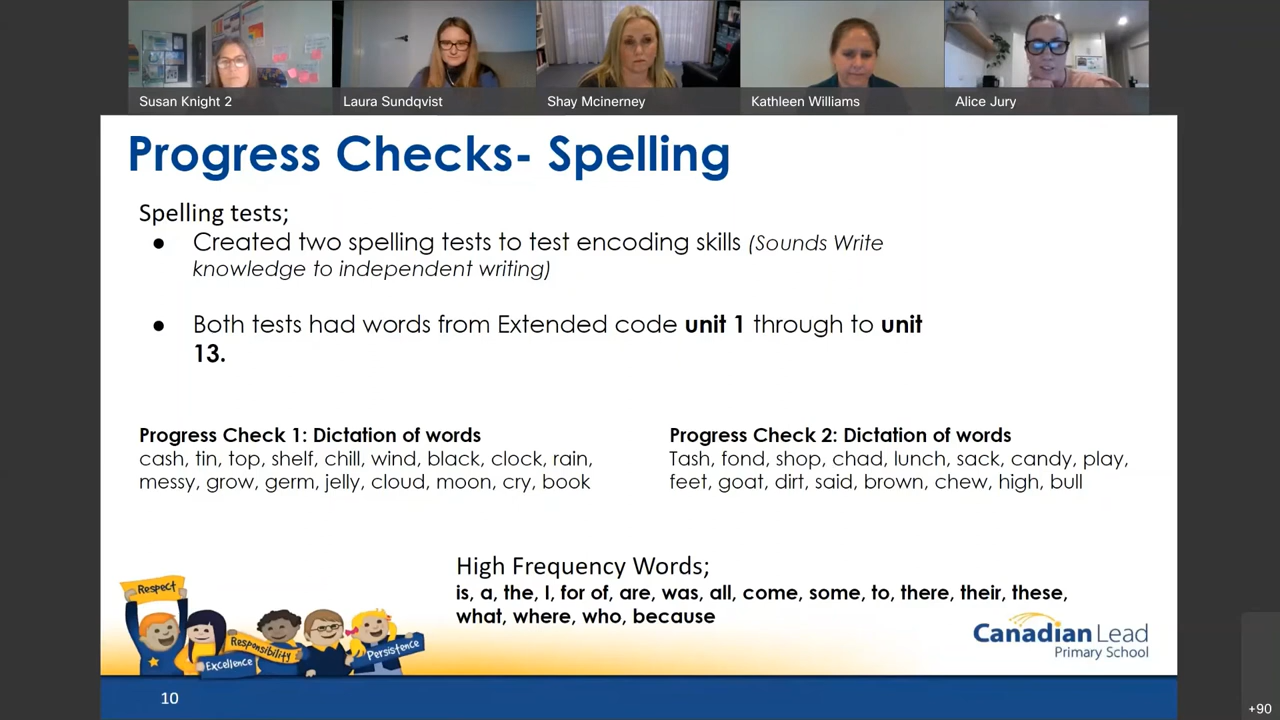 Susan Knight 2
Laura Sundqvist
Shay Mcinerney
Kathleen Williams
Alice Jury
Progress Checks- Spelling
Spelling tests;
● Created two spelling tests to test encoding skills (Sounds Write
knowledge to independent writing)
● Both tests had words from Extended code unit 1 through to unit
13.
Progress Check 1: Dictation of words
cash, tin, top, shelf, chill, wind, black, clock, rain,
messy, grow, germ, jelly, cloud, moon, cry, book
Progress Check 2: Dictation of words
Tash, fond, shop, chad, lunch, sack, candy, play,
feet, goat, dirt, said, brown, chew, high, bull
High Frequency Words;
is, a, the, I, for of, are, was, all, come, some, to, there, their, these,
what, where, who, because
Respect
Excellence
Responsibility
Persistence
Canadian Lead
Primary School
10
+90